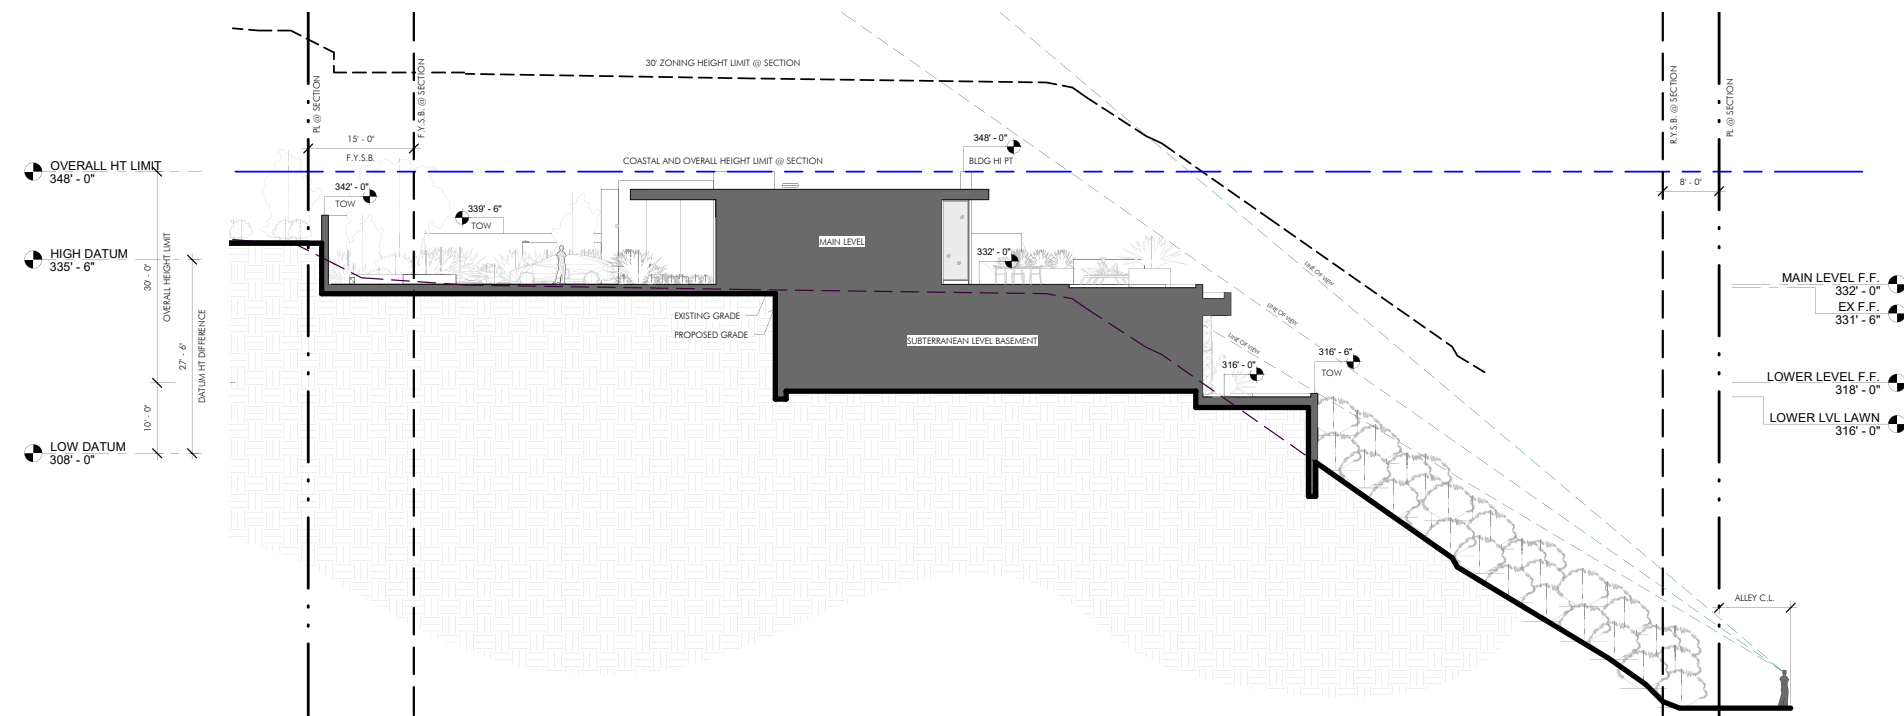 30' ZONING HEIGHT LIMIT @ SECTION
PL @ SECTION
F.Y.S.B. @ SECTION
R.Y.S.B. @ SECTION
PL @ SECTION
15' - 0"
F.Y.S.B.
348' - 0"
BLDG HI PT
COASTAL AND OVERALL HEIGHT LIMIT @ SECTION
OVERALL HT LIMIT
348' - 0"
8' - 0"
342' - 0"
TOW
339' - 6"
TOW
MAIN LEVEL
332' - 0"
HIGH DATUM
335' - 6"
30' - 0"
OVERALL HEIGHT LIMIT
27' - 6"
DATUM HT DIFFERENCE
10' - 0"
LINE OF VIEW
LINE OF VIEW
LINE OF VIEW
MAIN LEVEL F.F.
332' - 0"
EX F.F.
331' - 6"
EXISTING GRADE
PROPOSED GRADE
SUBTERRANEAN LEVEL BASEMENT
316' - 0"
316' - 6"
TOW
LOWER LEVEL F.F.
318' - 0"
LOWER LVL LAWN
316' - 0"
LOW DATUM
308' - 0"
ALLEY C.L.